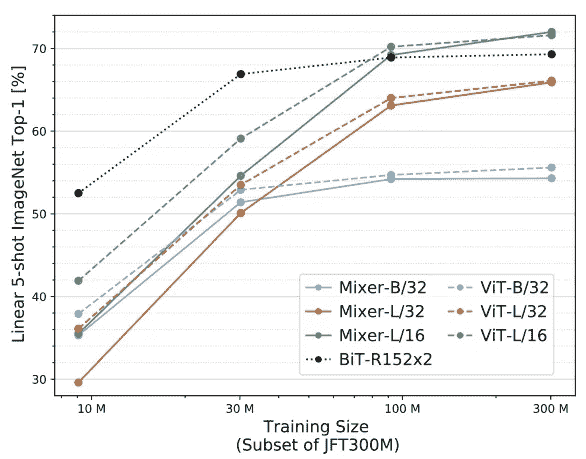 70
60
50
40
30
Linear 5-shot ImageNet Top-1 [%]
Mixer-B/32 ViT-B/32
Mixer-L/32 ViT-L/32
Mixer-L/16 ViT-L/16
BiT-R152x2
10 M 30 M 100 M 300 M
Training Size
(Subset of JFT300M)